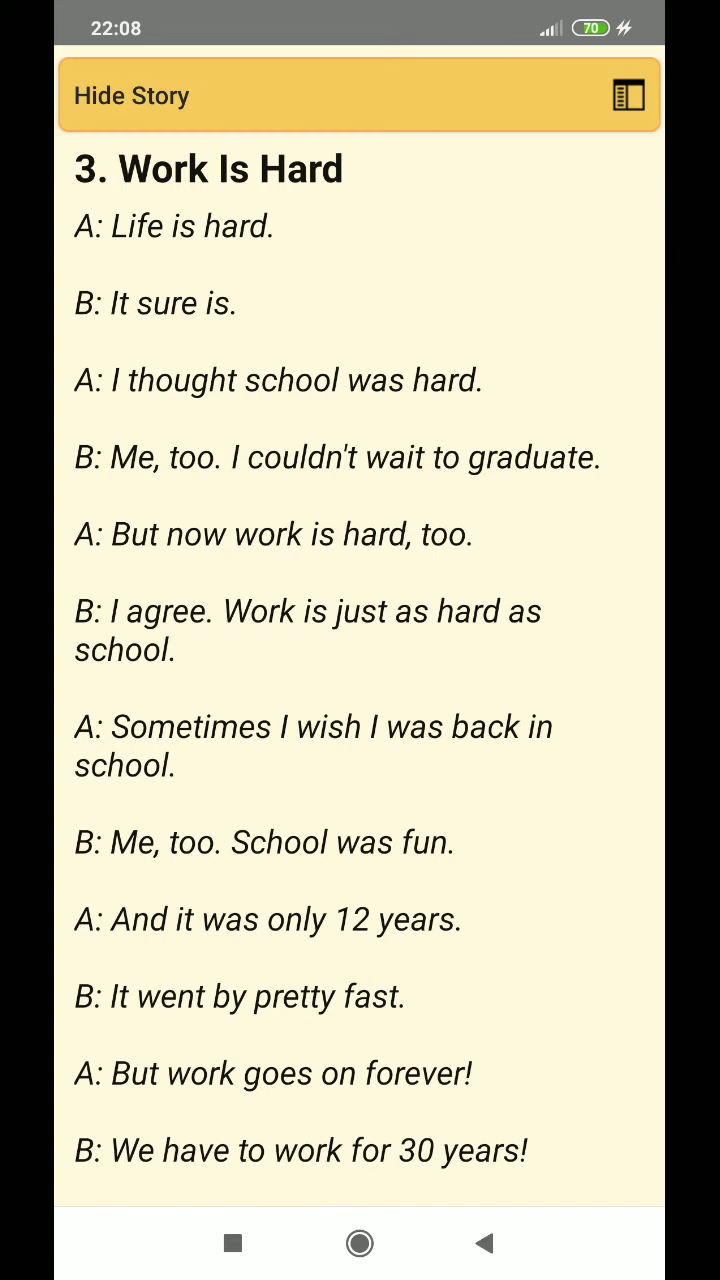 22:08
70
Hide Story
3. Work Is Hard
A: Life is hard.
B: It sure is.
A: I thought school was hard.
B: Me, too. I couldn't wait to graduate.
A: But now work is hard, too.
B: I agree. Work is just as hard as
school.
A: Sometimes I wish I was back in
school.
B: Me, too. School was fun.
A: And it was only 12 years.
B: It went by pretty fast.
A: But work goes on forever!
B: We have to work for 30 years!